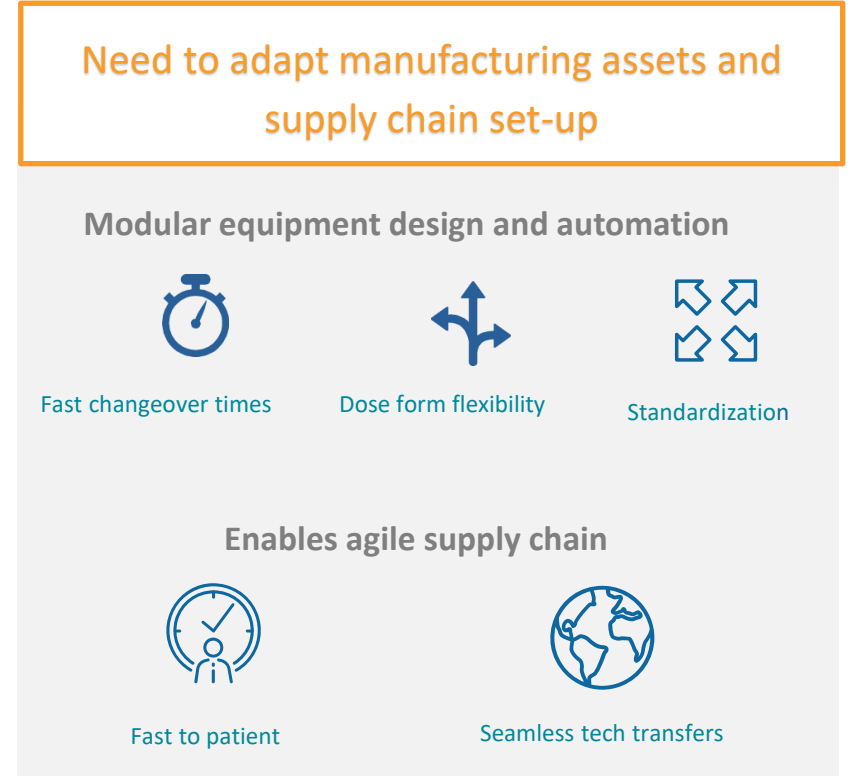 Need to adapt manufacturing assets and
supply chain set-up
Modular equipment design and automation
Fast changeover times
Dose form flexibility
Standardization
Enables agile supply chain
Fast to patient
Seamless tech transfers